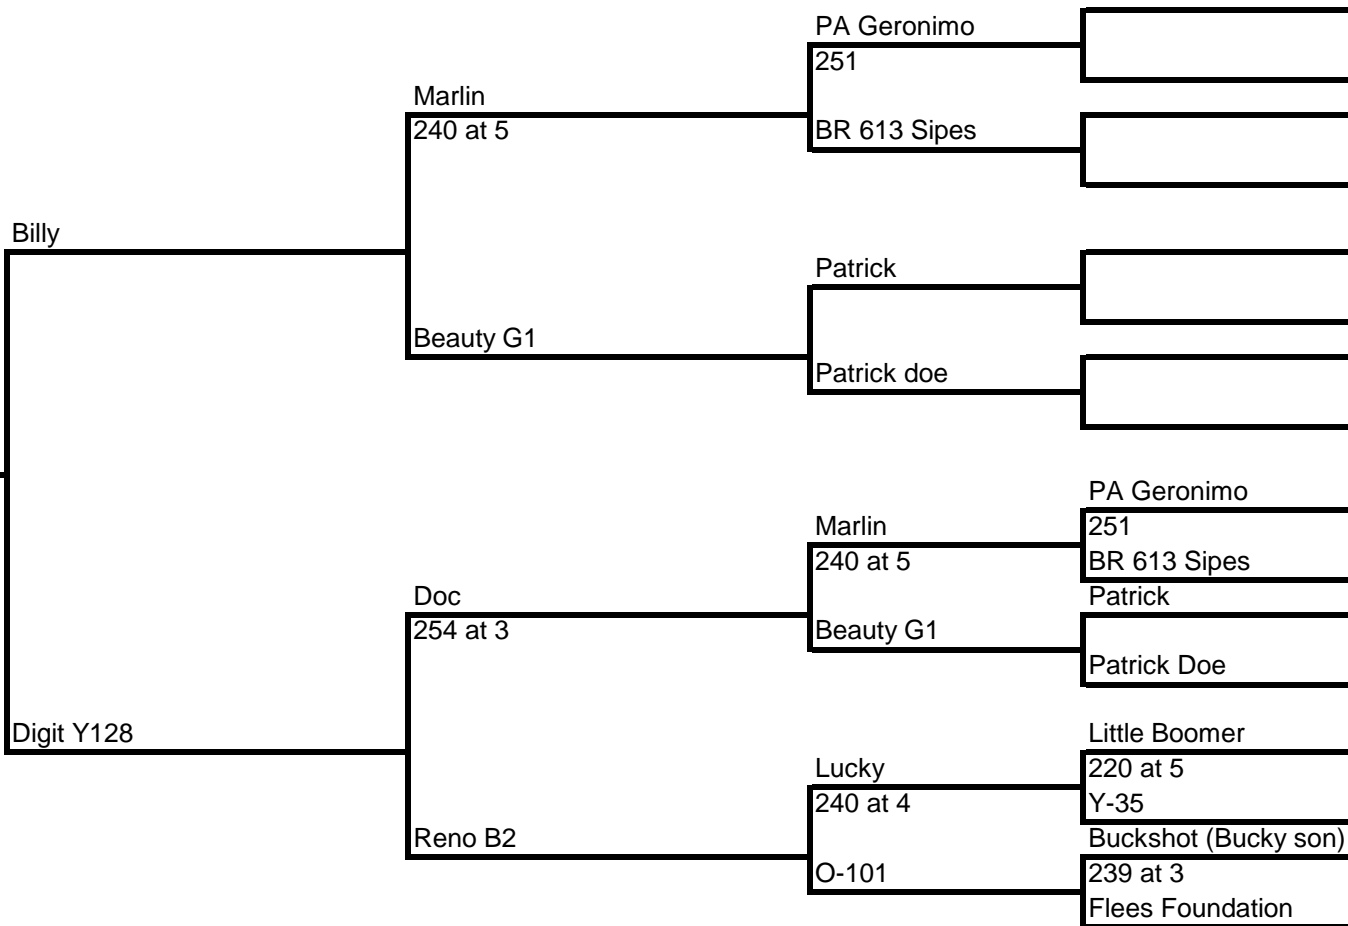 PA Geronimo
251
Marlin
240 at 5
BR 613 Sipes
Billy
Patrick
Beauty G1
Patrick doe
PA Geronimo
Marlin
251
240 at 5
BR 613 Sipes
Doc
Patrick
254 at 3
Beauty G1
Patrick Doe
Digit Y128
Little Boomer
Lucky
220 at 5
240 at 4
Y-35
Reno B2
Buckshot (Bucky son)
O-101
239 at 3
Flees Foundation